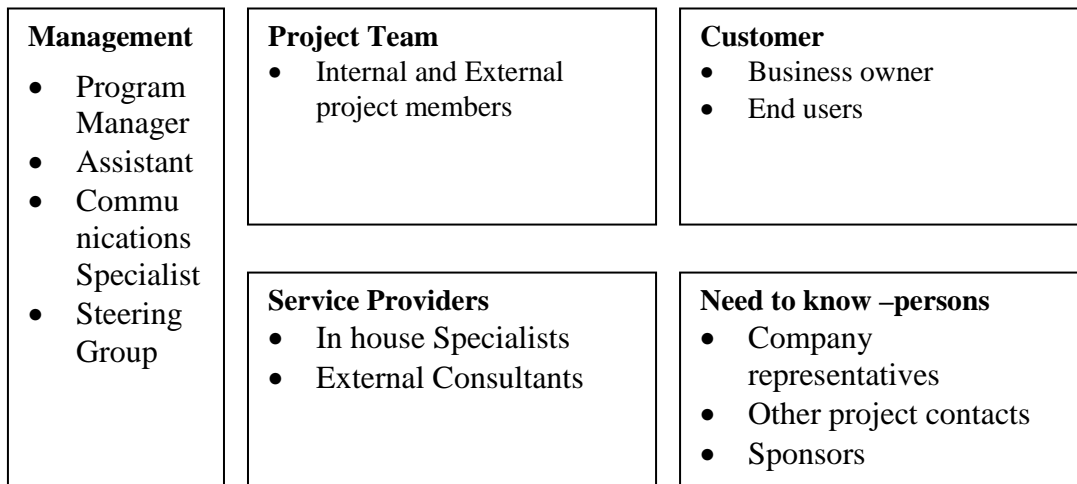 Management
• Program
Manager
• Assistant
• Commu
nications
Specialist
• Steering
Group
Project Team
• Internal and External
project members
Customer
• Business owner
• End users
Service Providers
• In house Specialists
• External Consultants
Need to know –persons
• Company
representatives
• Other project contacts
• Sponsors